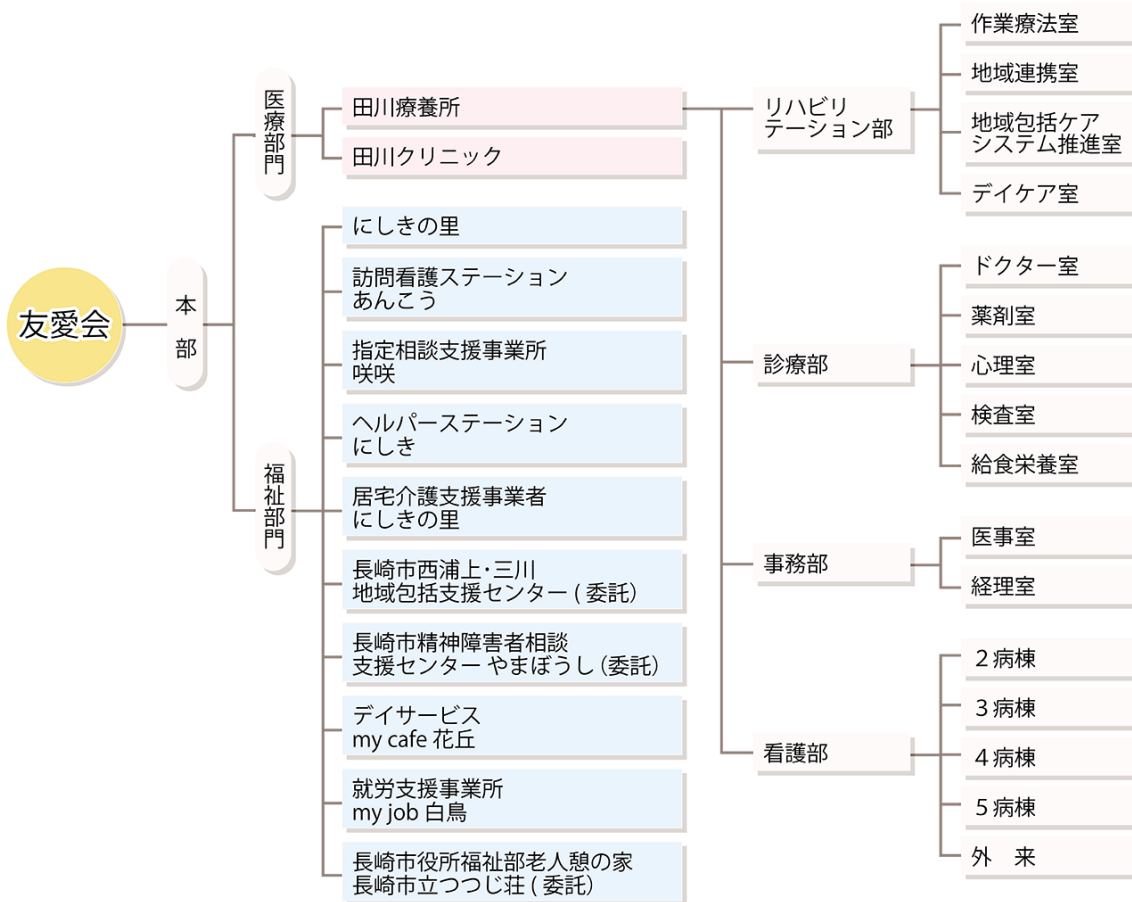 友愛会
本部
医療部門
田川療養所
田川クリニック
福祉部門
にしきの里
訪問看護ステーション
あんこう
指定相談支援事業所
咲咲
ヘルパーステーション
にしき
居宅介護支援事業者
にしきの里
長崎市西浦上・三川
地域包括支援センター ( 委託）
長崎市精神障害者相談
支援センター やまぼうし（委託）
デイサービス
my cafe 花丘
就労支援事業所
my job 白鳥
長崎市役所福祉部老人憩の家
長崎市立つつじ荘 ( 委託）
リハビリ
テーション部
作業療法室
地域連携室
地域包括ケア
システム推進室
デイケア室
診療部
ドクター室
薬剤室
心理室
検査室
給食栄養室
事務部
医事室
経理室
看護部
２病棟
３病棟
４病棟
５病棟
外　来